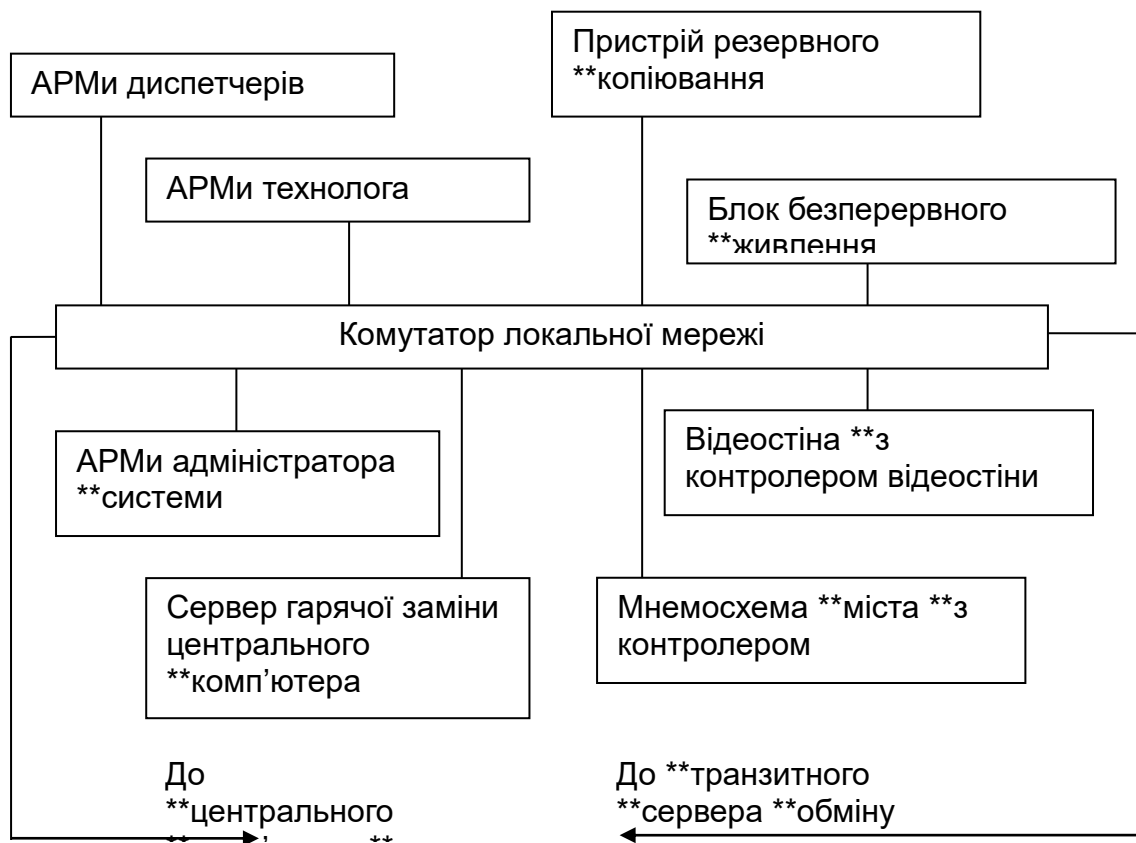 Пристрій резервного
**копіювання
АРМи диспетчерів
АРМи технолога
Блок безперервного
**живлення
Комутатор локальної мережі
АРМи адміністратора
**системи
Відеостіна **з
контролером відеостіни
Сервер гарячої заміни
центрального
**комп’ютера
Мнемосхема **міста **з
контролером
До
**центрального
До **транзитного
**сервера **обміну